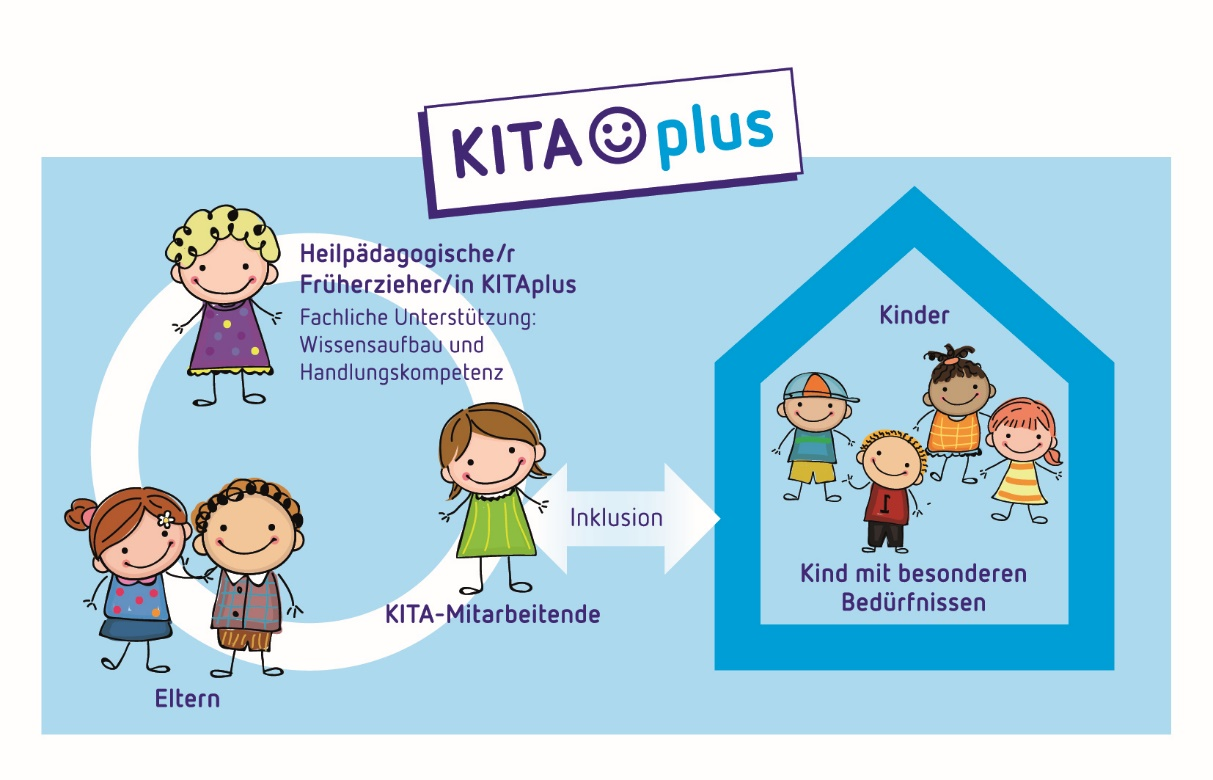 KITA plus
Heilpädagogische/r
Früherzieher/in KITAplus
Fachliche Unterstützung:
Wissensaufbau und
Handlungskompetenz
KITA-Mitarbeitende
Eltern
Inklusion
Kinder
Kind mit besonderen
Bedürfnissen